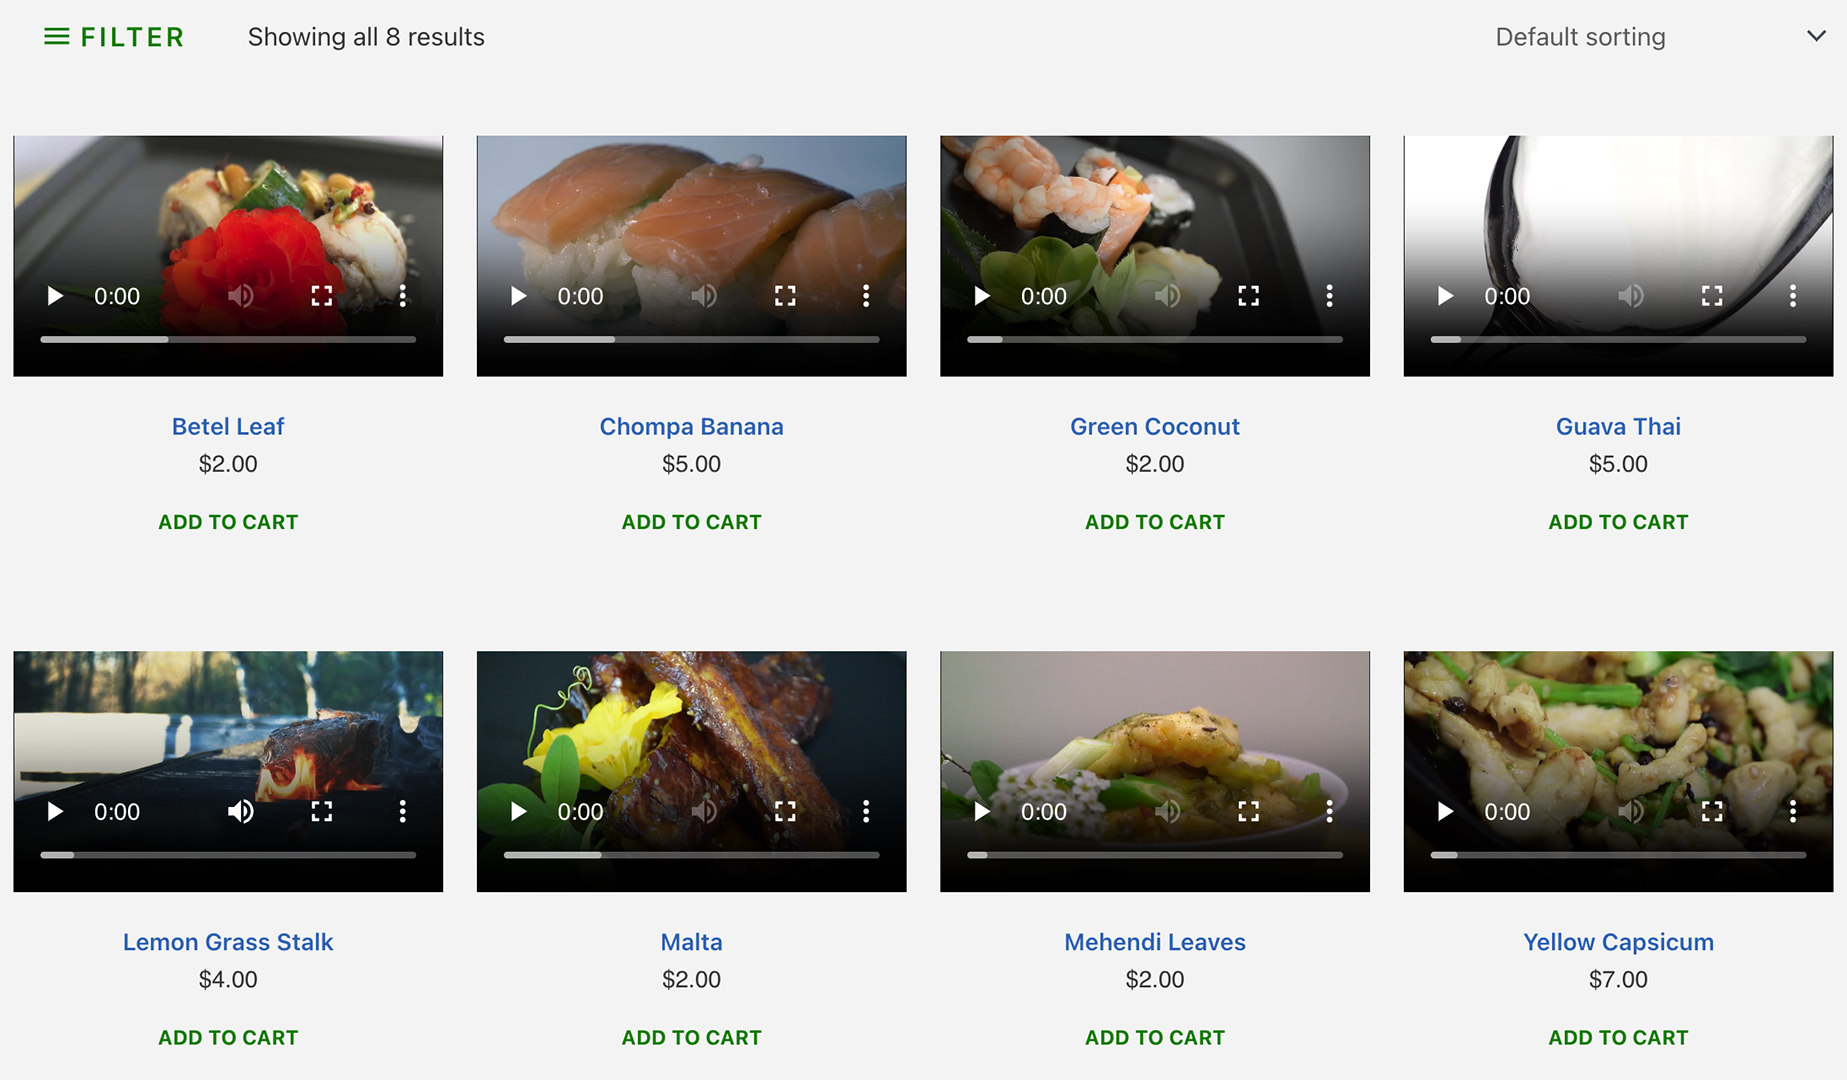 FILTER Showing all 8 results Default sorting
0:00 0:00 0:00 0:00
Betel Leaf Chompa Banana Green Coconut Guava Thai
$2.00 $5.00 $2.00 $5.00
ADD TO CART ADD TO CART ADD TO CART ADD TO CART
0:00 0:00 0:00 0:00
Lemon Grass Stalk Malta Mehendi Leaves Yellow Capsicum
$4.00 $2.00 $2.00 $7.00
ADD TO CART ADD TO CART ADD TO CART ADD TO CART